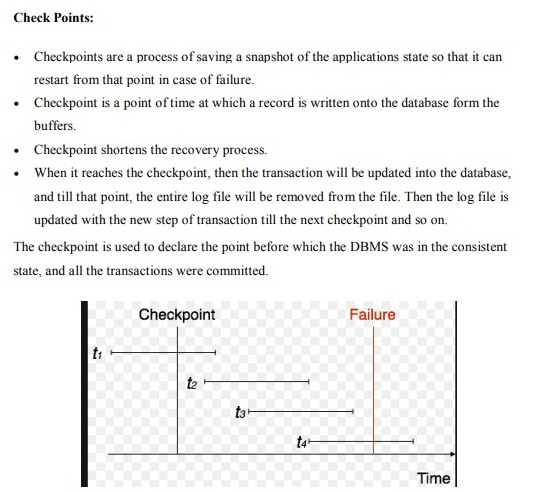 Check Points:
• Checkpoints are a process of saving a snapshot of the applications state so that it can
restart from that point in case of failure.
• Checkpoint is a point of time at which a record is written onto the database form the
buffers.
• Checkpoint shortens the recovery process.
• When it reaches the checkpoint, then the transaction will be updated into the database,
and till that point, the entire log file will be removed from the file. Then the log file is
updated with the new step of transaction till the next checkpoint and so on.
The checkpoint is used to declare the point before which the DBMS was in the consistent
state, and all the transactions were committed.
Checkpoint Failure
t1
t2
t3
t4
Time